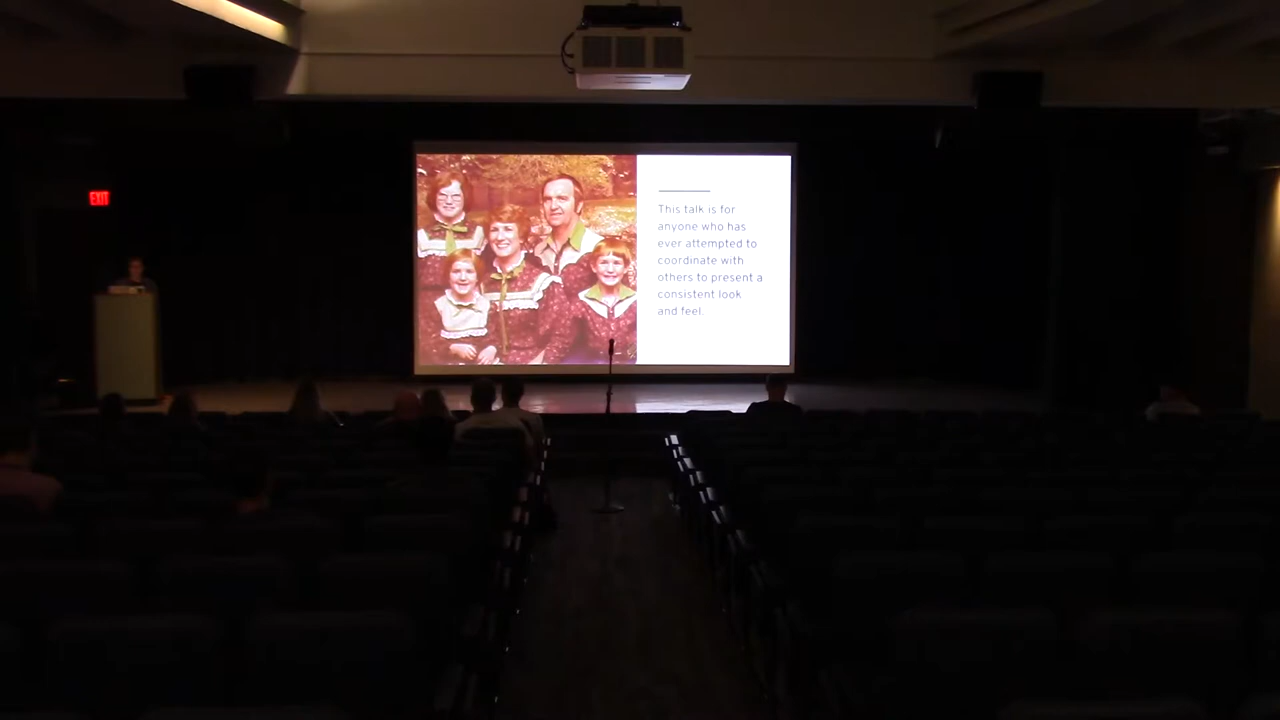 EXIT
This talk is for
anyone who has
ever attempted to
coordinate with
others to present a
consistent look
and feel.